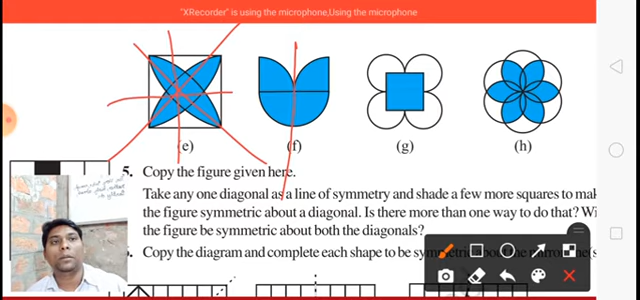 "XRecorder" is using the microphone,Using the microphone
(e) (f) (g) (h)
5. Copy the figure given here.
Take any one diagonal as a line of symmetry and shade a few more squares to mak
the figure symmetric about a diagonal. Is there more than one way to do that? Wi
the figure be symmetric about both the diagonals?
Copy the diagram and complete each shape to be